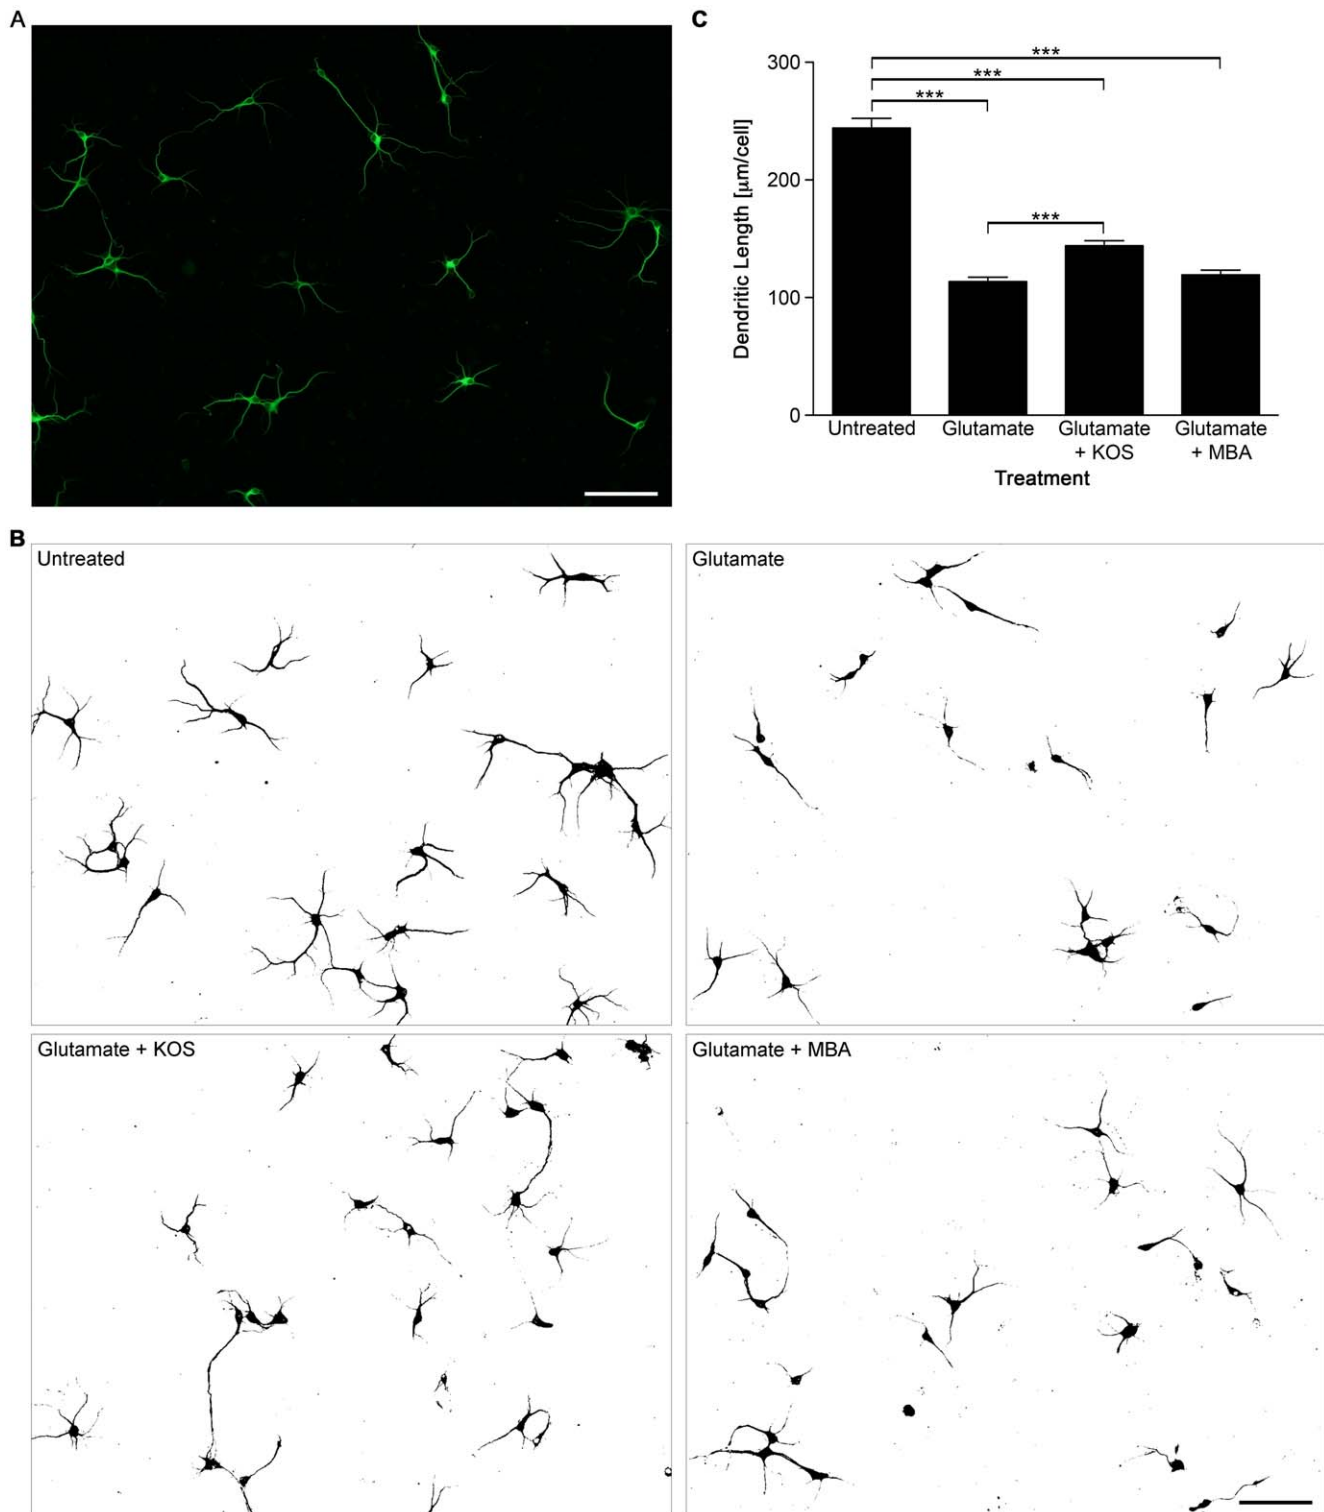 A
C
***
***
***
***
300
200
100
0
Dendritic Length [µm/cell]
Untreated
Glutamate
Glutamate
+ KOS
Glutamate
+ MBA
Treatment
B
Untreated
Glutamate
Glutamate + KOS
Glutamate + MBA